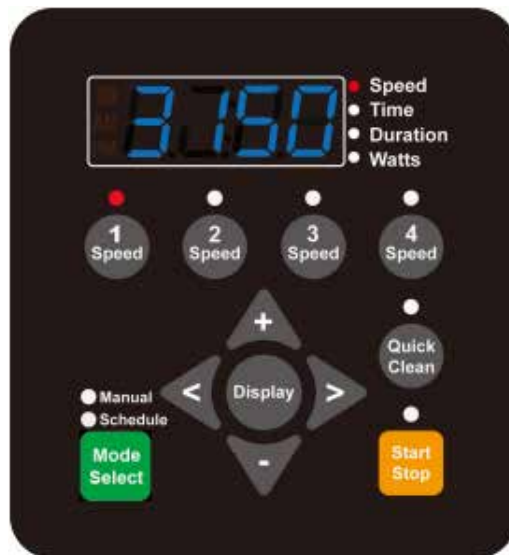 3150
Speed
Time
Duration
Watts
1
Speed
2
Speed
3
Speed
4
Speed
+
Quick
Clean
<
Display
>
Manual
Schedule
Mode
Select
-
Start
Stop